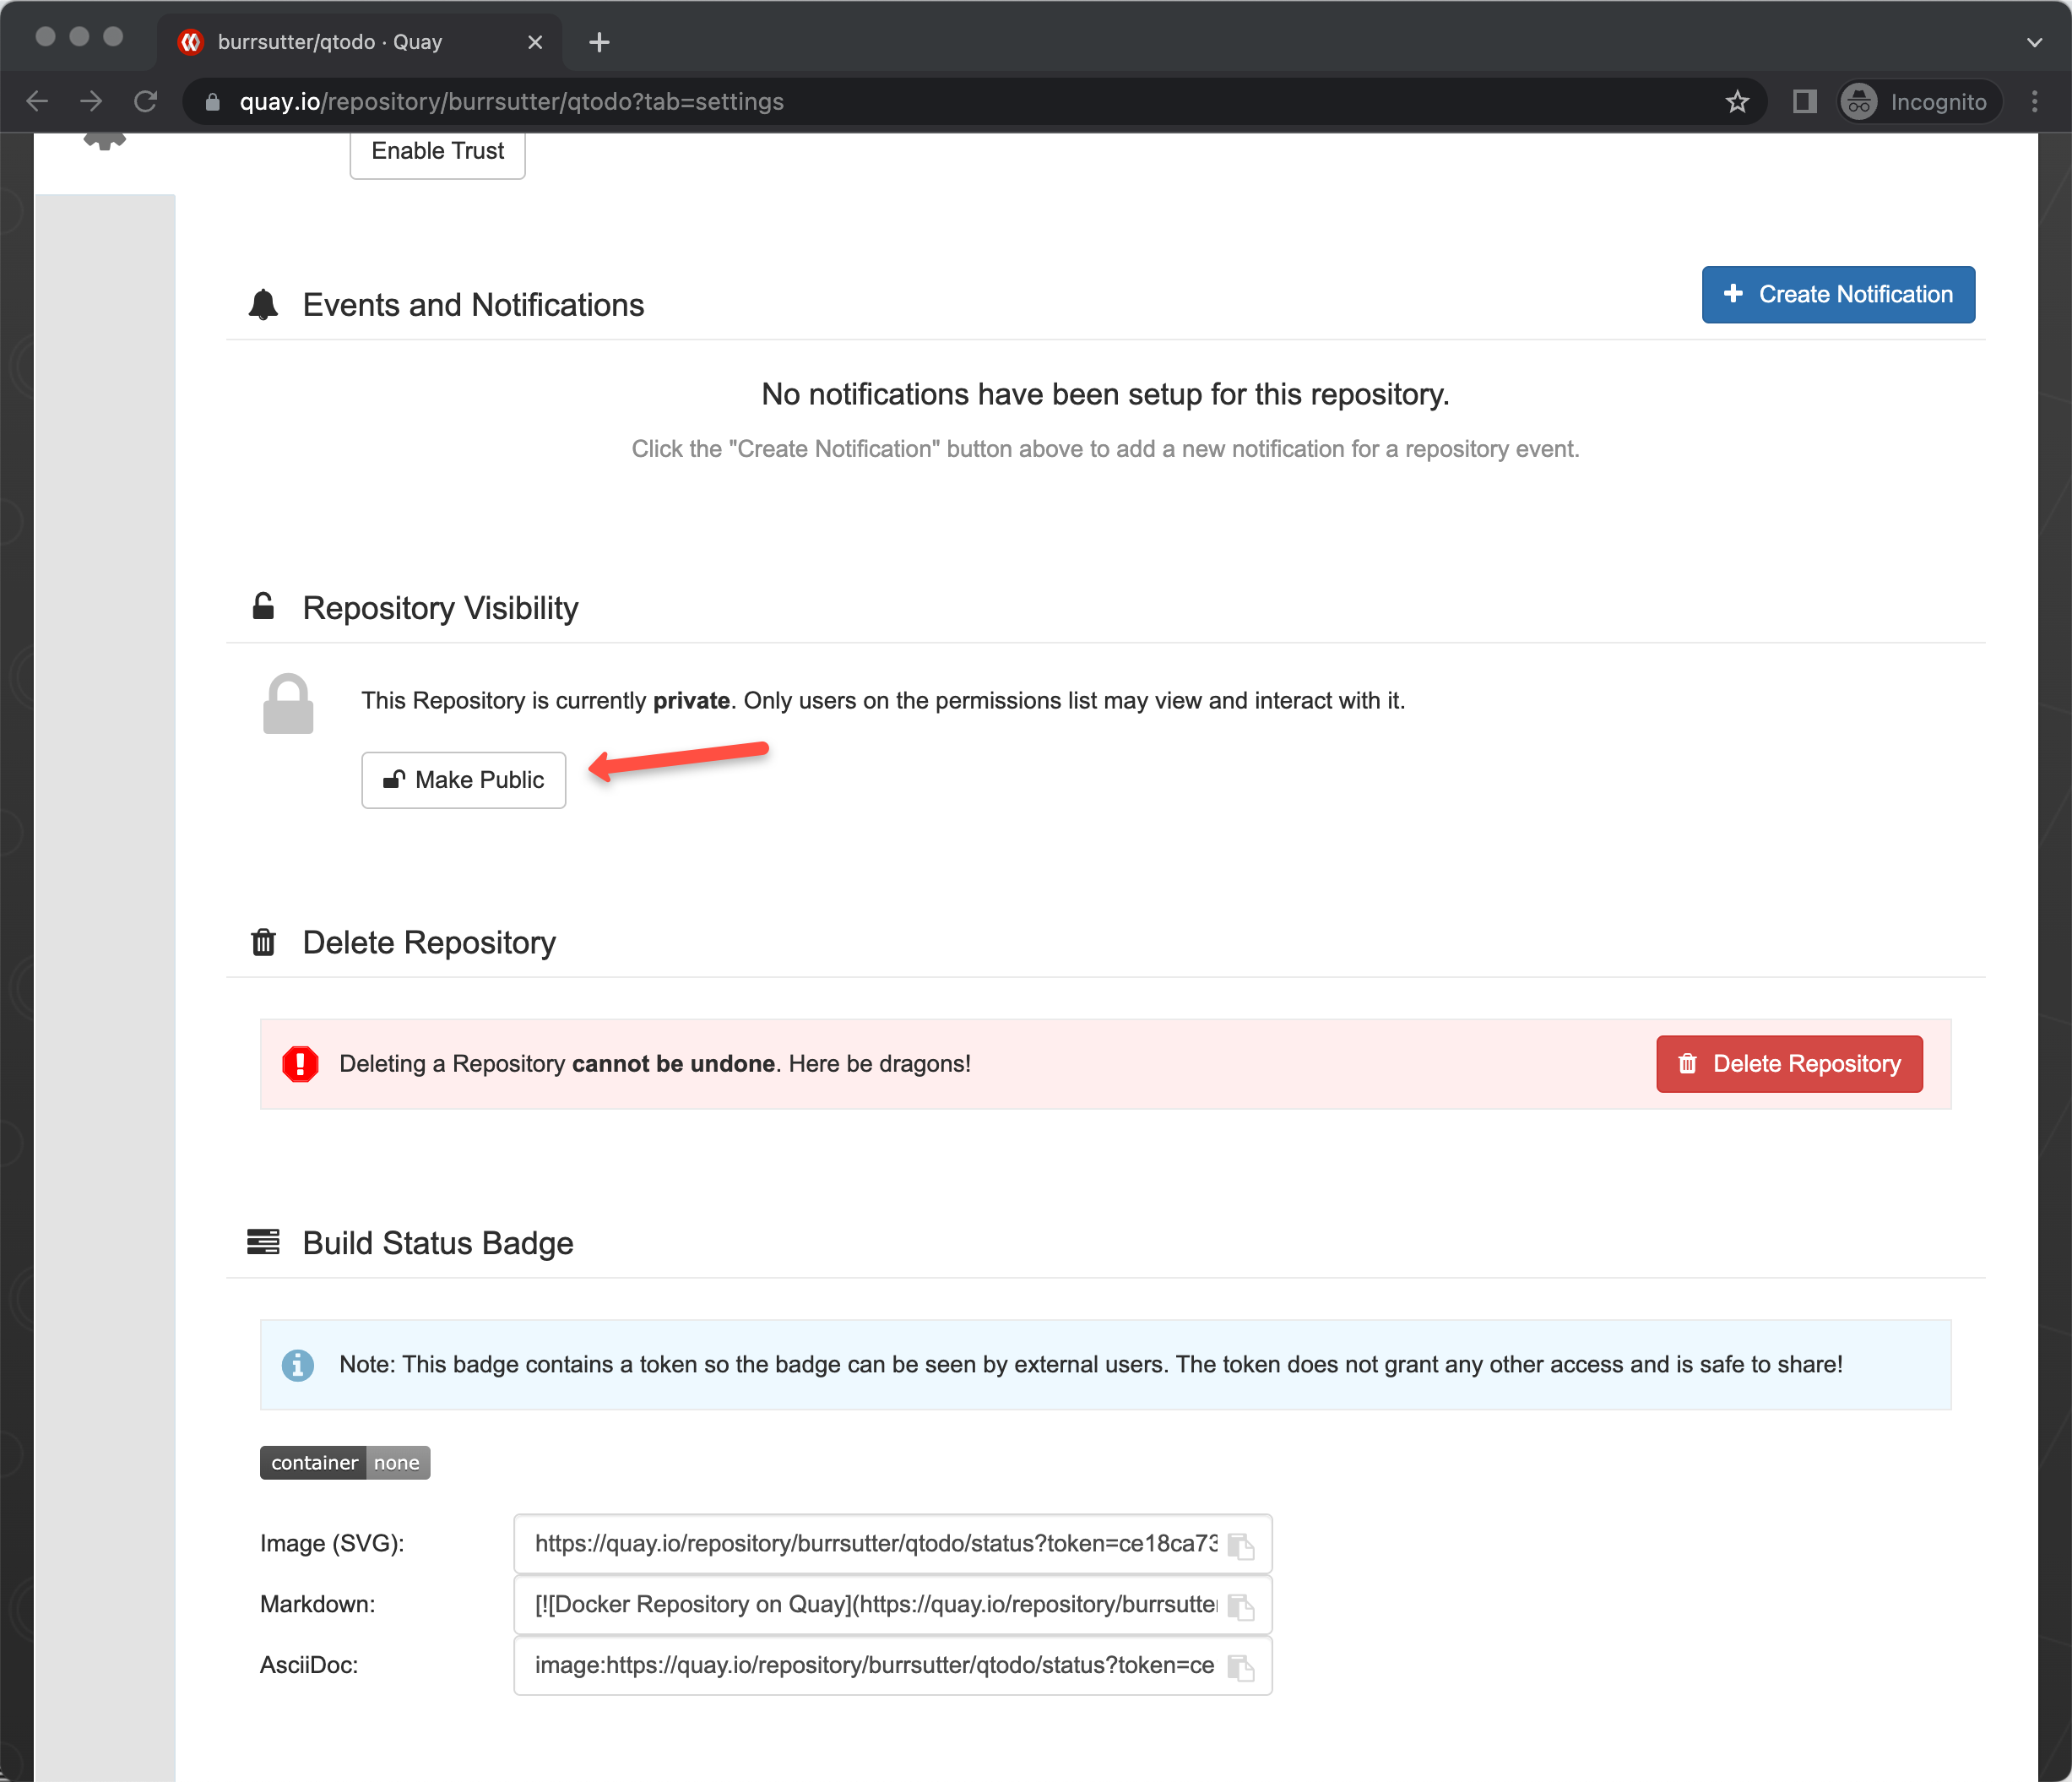 burrsutter/qtodo · Quay
quay.io/repository/burrsutter/qtodo?tab=settings
Incognito
Enable Trust
Events and Notifications
Create Notification
No notifications have been setup for this repository.
Click the "Create Notification" button above to add a new notification for a repository event.
Repository Visibility
This Repository is currently private. Only users on the permissions list may view and interact with it.
Make Public
Delete Repository
Deleting a Repository cannot be undone. Here be dragons!
Delete Repository
Build Status Badge
Note: This badge contains a token so the badge can be seen by external users. The token does not grant any other access and is safe to share!
container none
Image (SVG): https://quay.io/repository/burrsutter/qtodo/status?token=ce18ca73
Markdown: [![Docker Repository on Quay](https://quay.io/repository/burrsutte
AsciiDoc: image:https://quay.io/repository/burrsutter/qtodo/status?token=ce